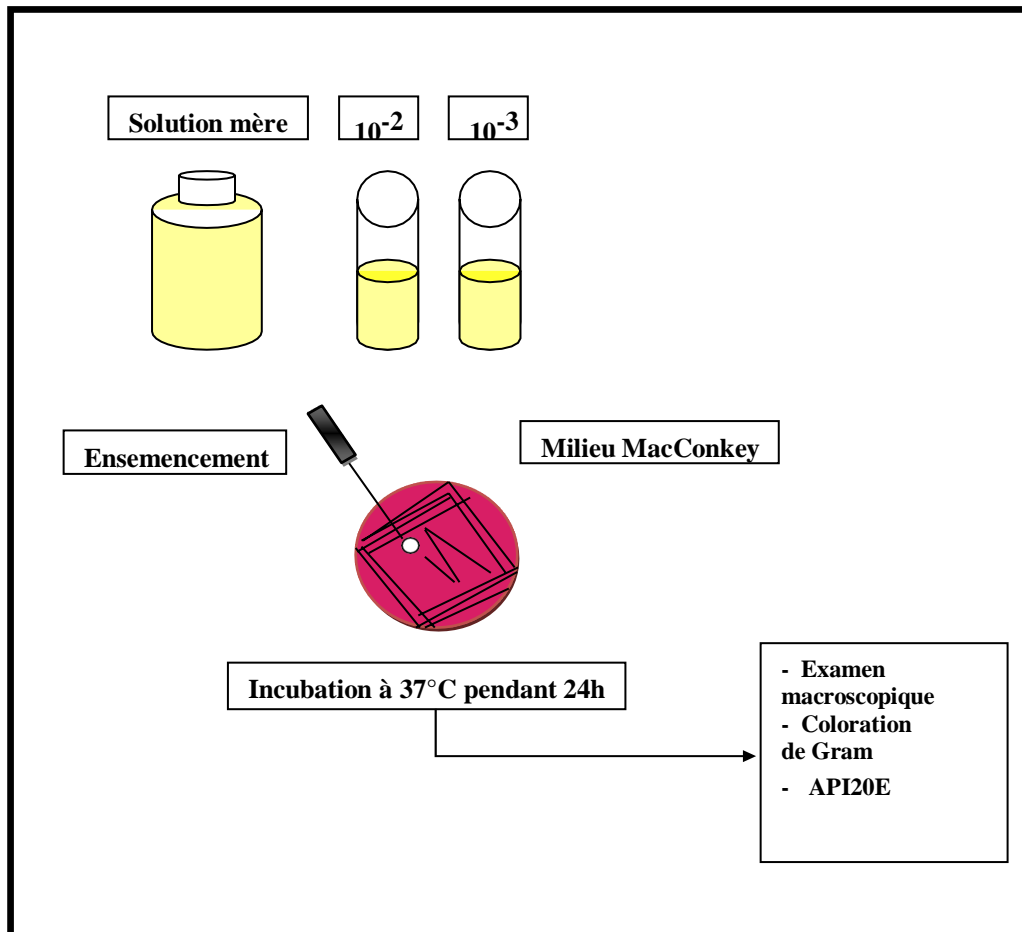 Solution mère
10-2
10-3
Ensemencement
Milieu MacConkey
Incubation à 37°C pendant 24h
- Examen
macroscopique
- Coloration
de Gram
- API20E